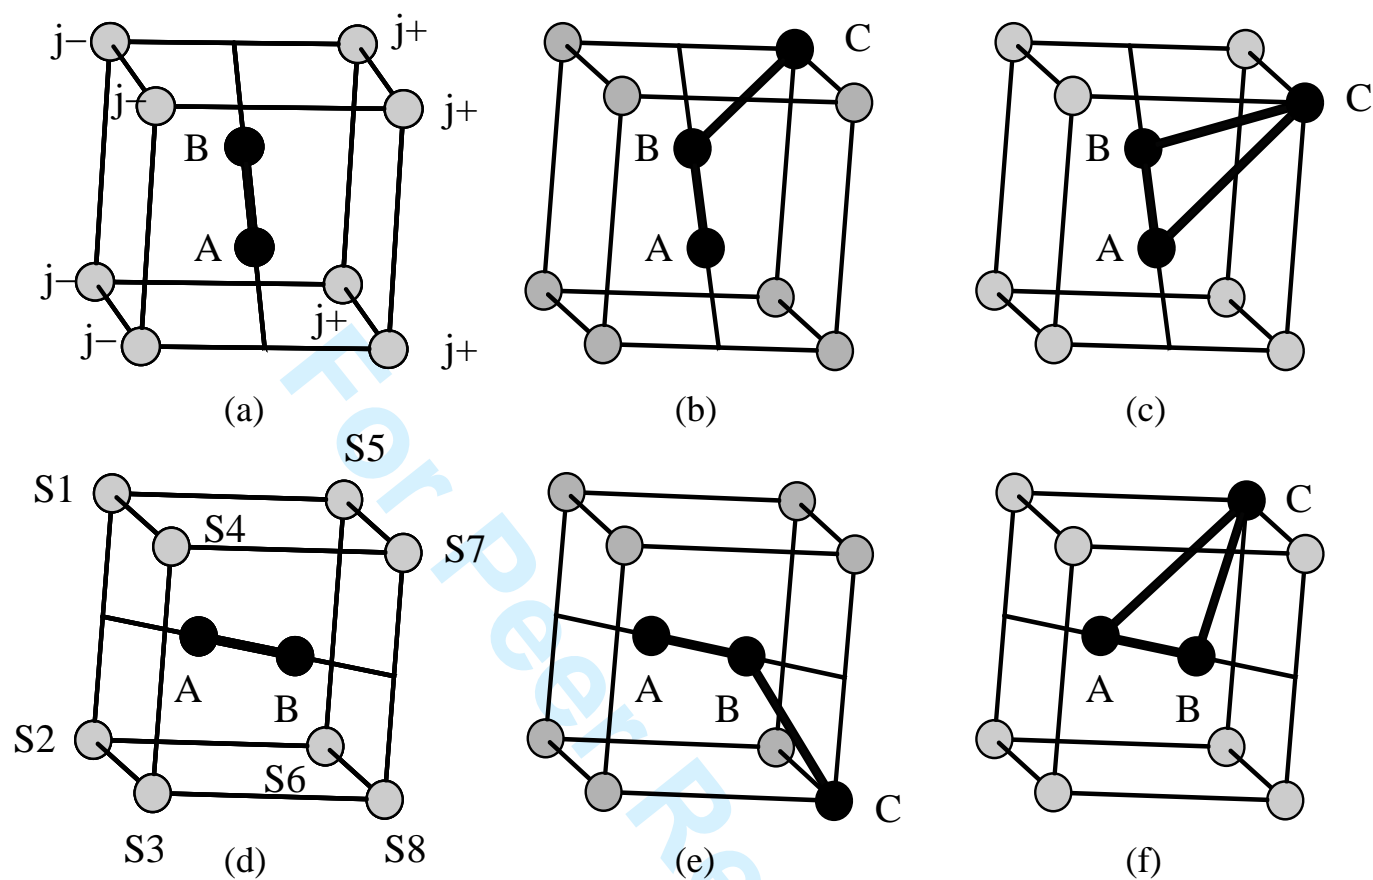 j− j+ C
j− j+ C
B B B
A A A
j−
j+
j− j+
(a) (b) (c)
S5
S1 C
S4 S7
A B A B A B
S2
S6
C
S3 (d) S8 (e) (f)
For Peer Re